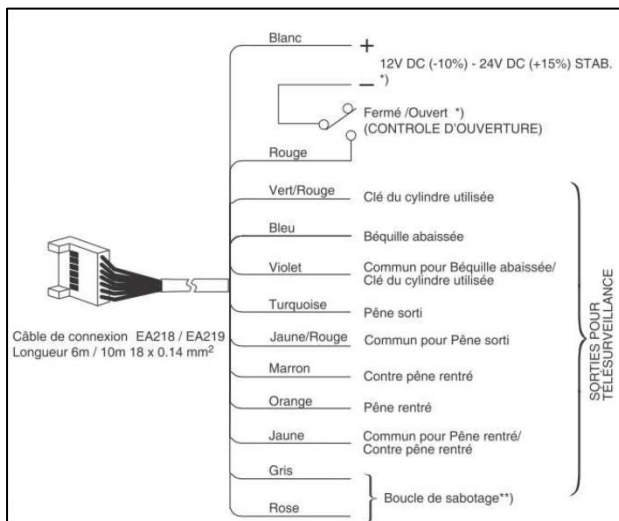 Blanc
+
12V DC (-10%) - 24V DC (+15%) STAB.
– *)
Fermé /Ouvert *)
(CONTROLE D'OUVERTURE)
Rouge
Vert/Rouge
Clé du cylindre utilisée
Bleu
Béquille abaissée
Violet
Commun pour Béquille abaissée/
Clé du cylindre utilisée
Turquoise
Pêne sorti
Jaune/Rouge
Commun pour Pêne sorti
Marron
Contre pêne rentré
Orange
Pêne rentré
Jaune
Commun pour Pêne rentré/
Contre pêne rentré
Gris
Boucle de sabotage**)
Rose
Câble de connexion EA218 / EA219
Longueur 6m / 10m 18 x 0.14 mm²
SORTIES POUR
TÉLÉSURVEILLANCE